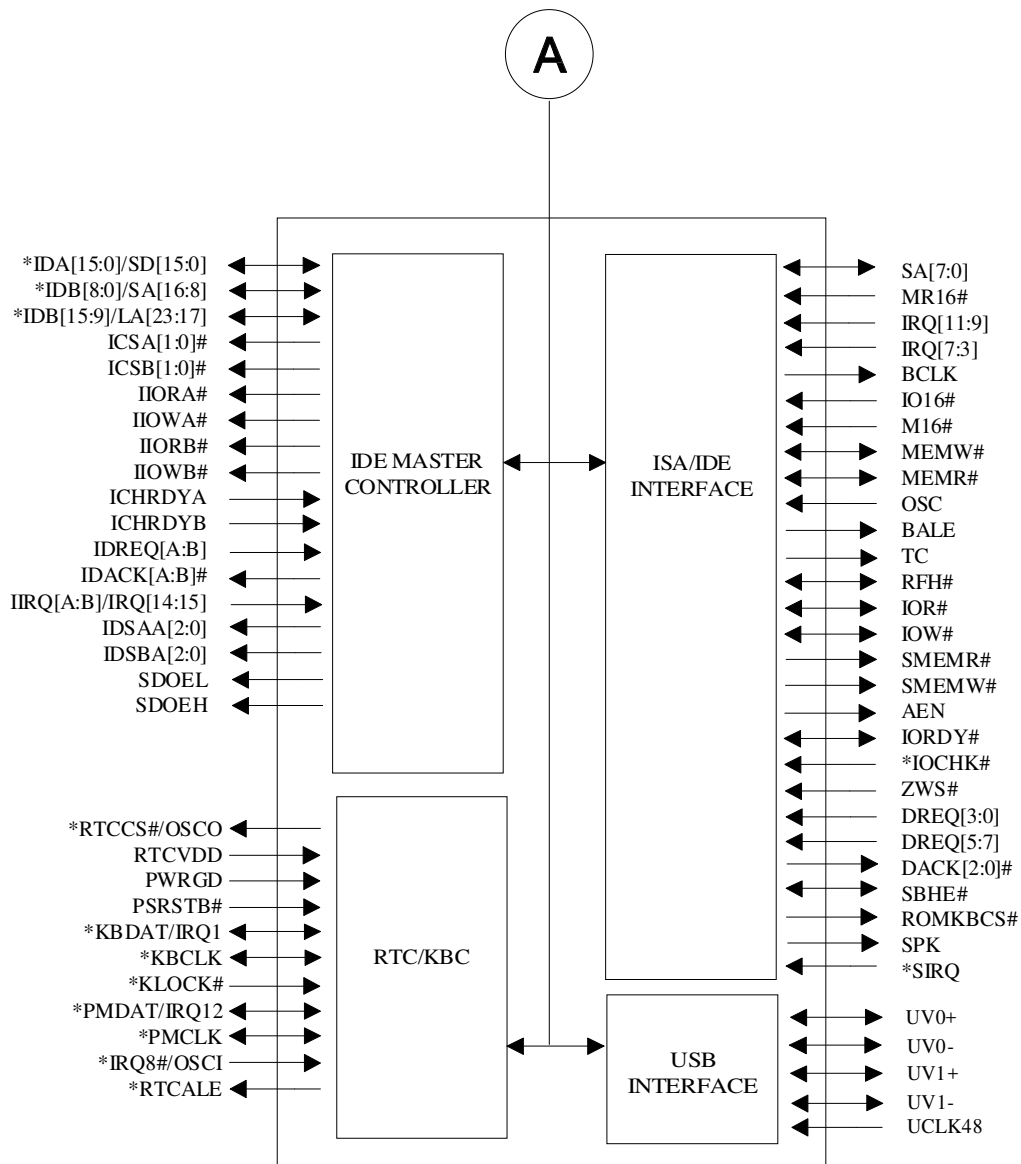 A
*IDA[15:0]/SD[15:0]
*IDB[8:0]/SA[16:8]
*IDB[15:9]/LA[23:17]
ICSA[1:0]#
ICSB[1:0]#
IIORA#
IIOWA#
IIORB#
IIOWB#
ICHRDYA
ICHRDYB
IDREQ[A:B]
IDACK[A:B]#
IIRQ[A:B]/IRQ[14:15]
IDSAA[2:0]
IDSBA[2:0]
SDOEL
SDOEH
IDE MASTER
CONTROLLER
ISA/IDE
INTERFACE
SA[7:0]
MR16#
IRQ[11:9]
IRQ[7:3]
BCLK
IO16#
M16#
MEMW#
MEMR#
OSC
BALE
TC
RFH#
IOR#
IOW#
SMEMR#
SMEMW#
AEN
IORDY#
*IOCHK#
ZWS#
DREQ[3:0]
DREQ[5:7]
DACK[2:0]#
SBHE#
ROMKBCS#
SPK
*SIRQ
*RTCCS#/OSCO
RTCVDD
PWRGD
PSRSTB#
*KBDAT/IRQ1
*KBCLK
*KLOCK#
*PMDAT/IRQ12
*PMCLK
*IRQ8#/OSCI
*RTCALE
RTC/KBC
USB
INTERFACE
UV0+
UV0-
UV1+
UV1-
UCLK48